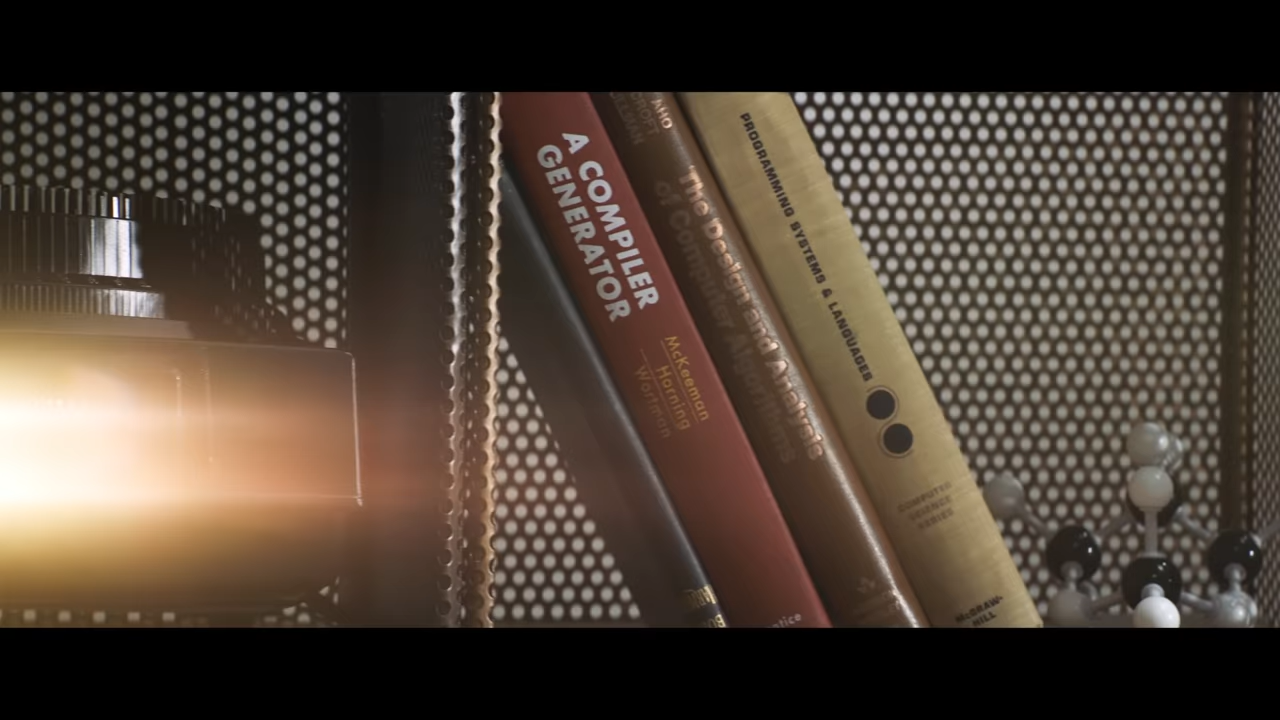 A COMPILER
GENERATOR
McKeeman
Horning
Wortman
AHO
The Design and Analysis
of Computer Algorithms
PROGRAMMING SYSTEMS & LANGUAGES
COMPUTER
SCIENCE
SERIES
McGRAW-
HILL